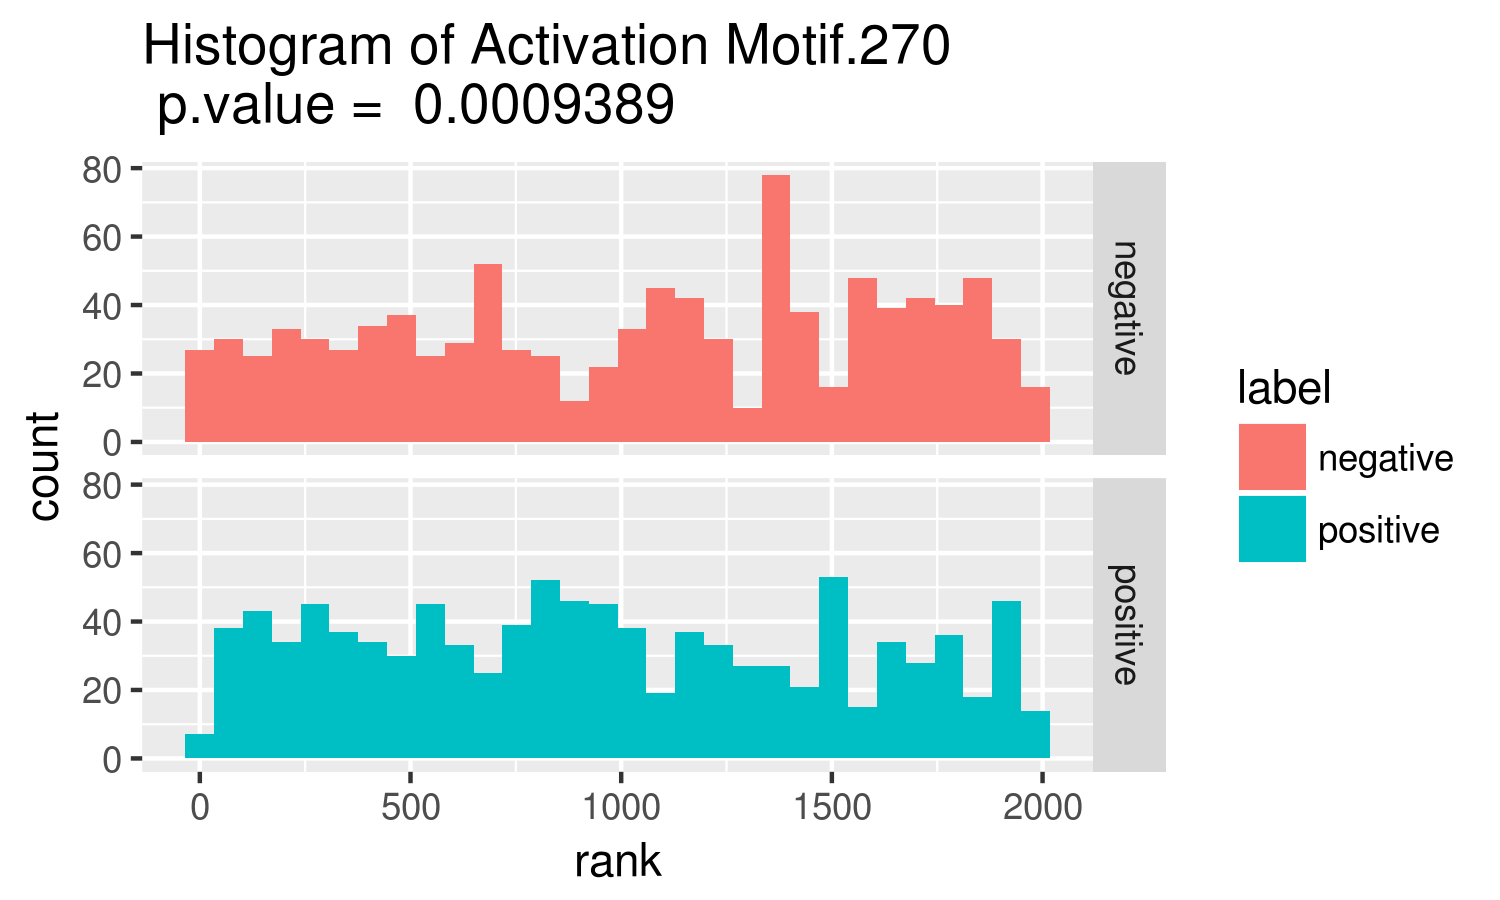 Histogram of Activation Motif.270
p.value = 0.0009389
count
80
60
40
20
0
negative
80
60
40
20
0
positive
0 500 1000 1500 2000
rank
label
negative
positive